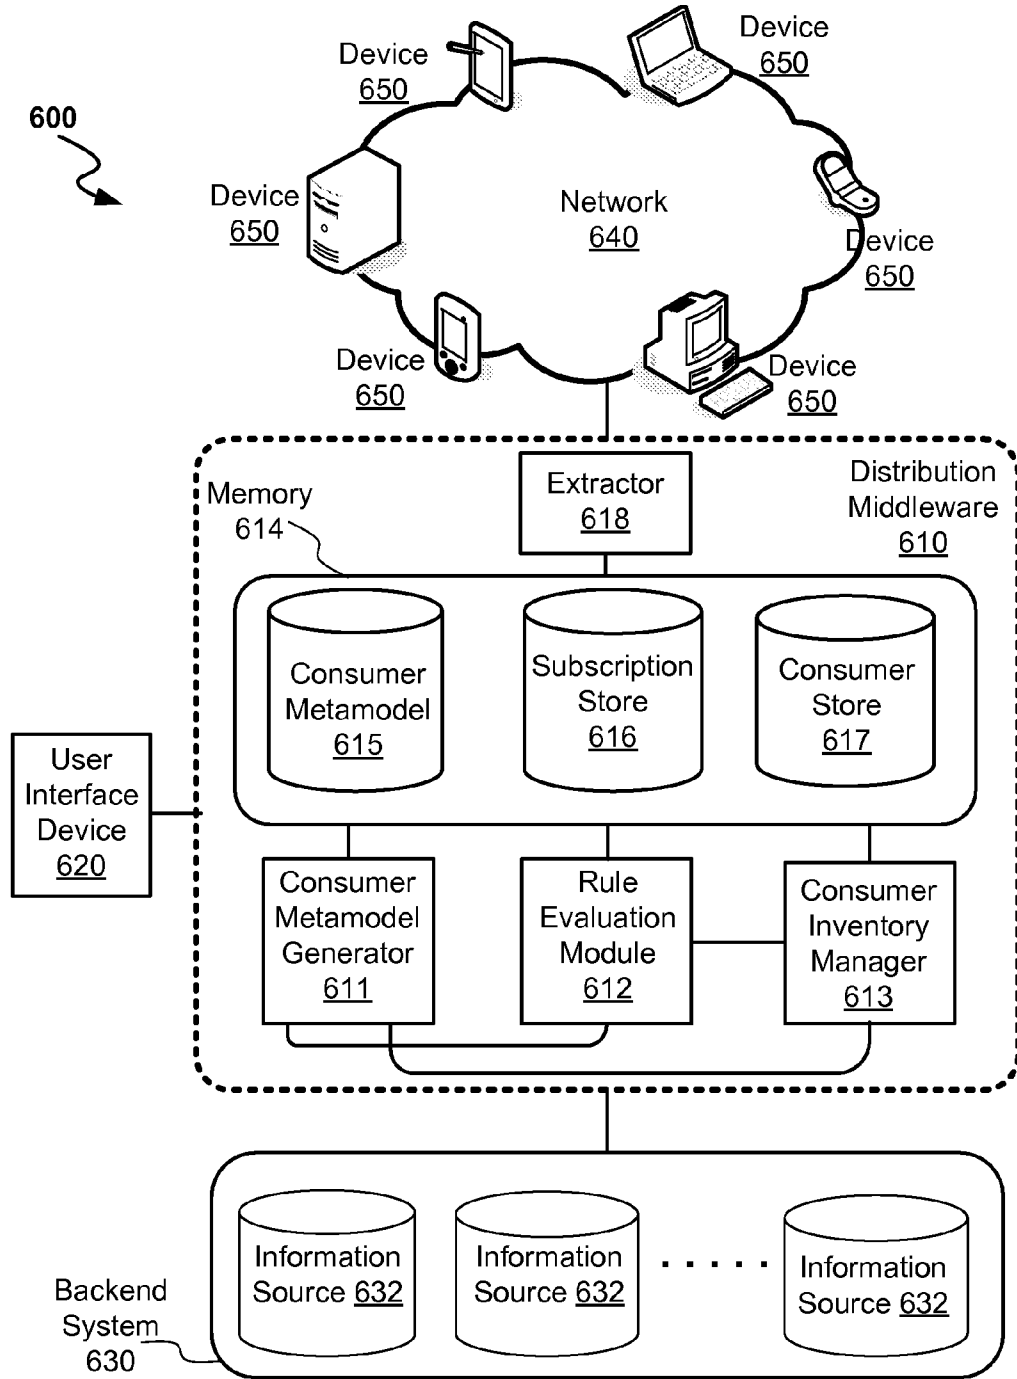 600
Device
650
Device
650
Device
650
Network
640
Device
650
Device
650
Device
650
Memory
614
Extractor
618
Distribution
Middleware
610
Consumer
Metamodel
615
Subscription
Store
616
Consumer
Store
617
User
Interface
Device
620
Consumer
Metamodel
Generator
611
Rule
Evaluation
Module
612
Consumer
Inventory
Manager
613
Information
Source 632
Information
Source 632
. . . . .
Information
Source 632
Backend
System
630